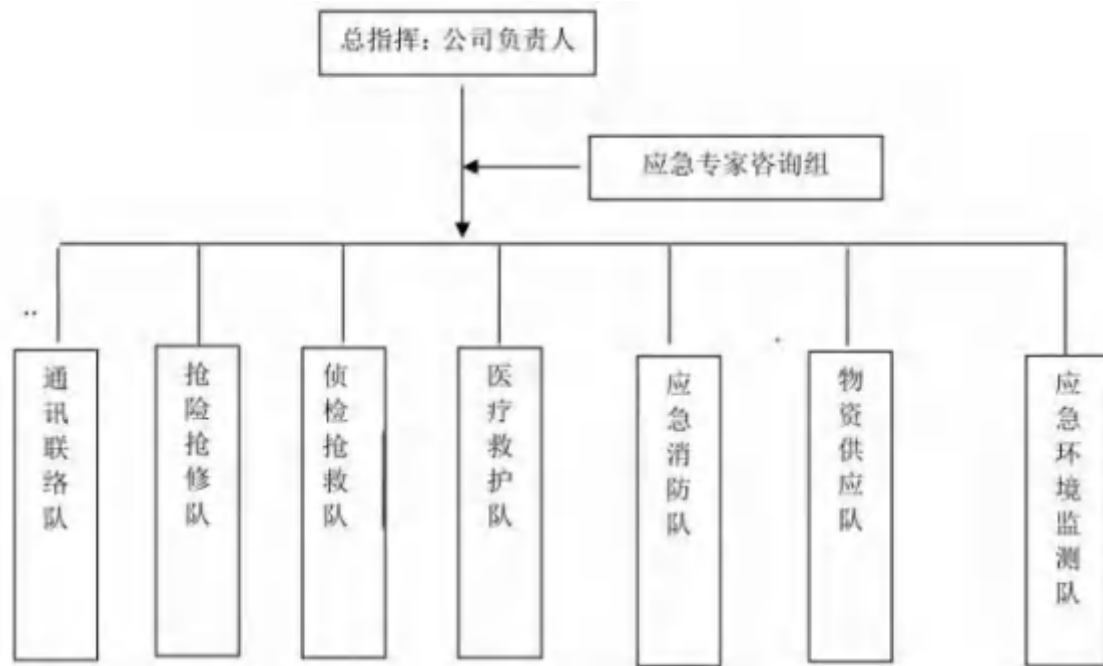 总指挥：公司负责人
应急专家咨询组
通讯联络队
抢险抢修队
侦检抢救队
医疗救护队
应急消防队
物资供应队
应急环境监测队